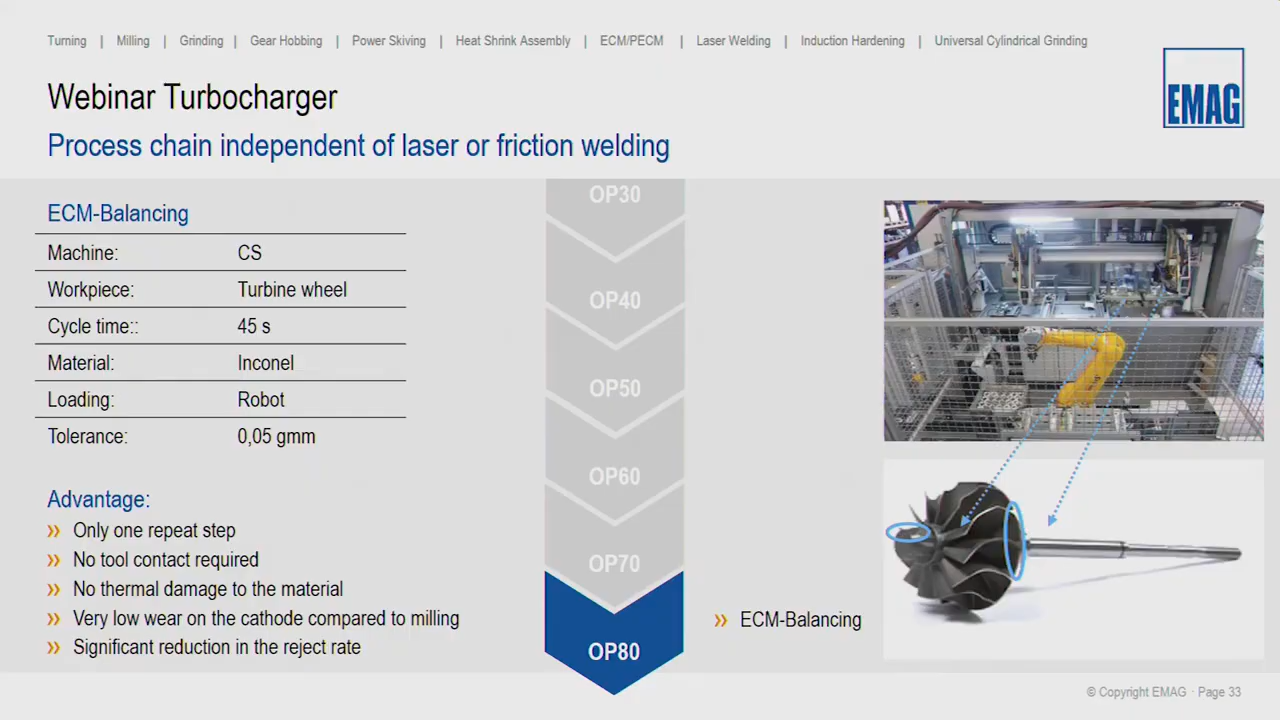 Turning | Milling | Grinding | Gear Hobbing | Power Skiving | Heat Shrink Assembly | ECM/PECM | Laser Welding | Induction Hardening | Universal Cylindrical Grinding
EMAG
Webinar Turbocharger
Process chain independent of laser or friction welding
ECM-Balancing
Machine: CS
Workpiece: Turbine wheel
Cycle time:: 45 s
Material: Inconel
Loading: Robot
Tolerance: 0,05 gmm
Advantage:
» Only one repeat step
» No tool contact required
» No thermal damage to the material
» Very low wear on the cathode compared to milling
» Significant reduction in the reject rate
OP30
OP40
OP50
OP60
OP70
OP80
» ECM-Balancing
© Copyright EMAG · Page 33